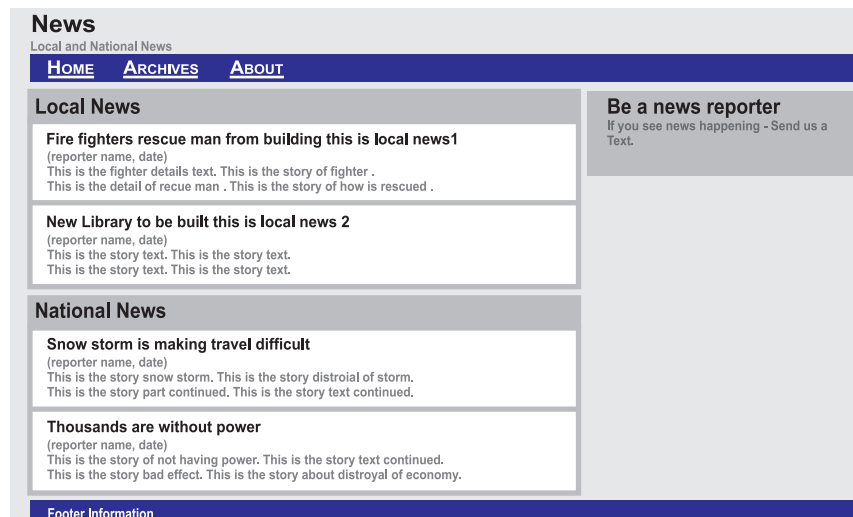 News
Local and National News
HOME ARCHIVES ABOUT
Local News
Fire fighters rescue man from building this is local news1
(reporter name, date)
This is the fighter details text. This is the story of fighter .
This is the detail of recue man . This is the story of how is rescued .
New Library to be built this is local news 2
(reporter name, date)
This is the story text. This is the story text.
This is the story text. This is the story text.
National News
Snow storm is making travel difficult
(reporter name, date)
This is the story snow storm. This is the story distroial of storm.
This is the story part continued. This is the story text continued.
Thousands are without power
(reporter name, date)
This is the story of not having power. This is the story text continued.
This is the story bad effect. This is the story about distroyal of economy.
Be a news reporter
If you see news happening - Send us a
Text.
Footer Information